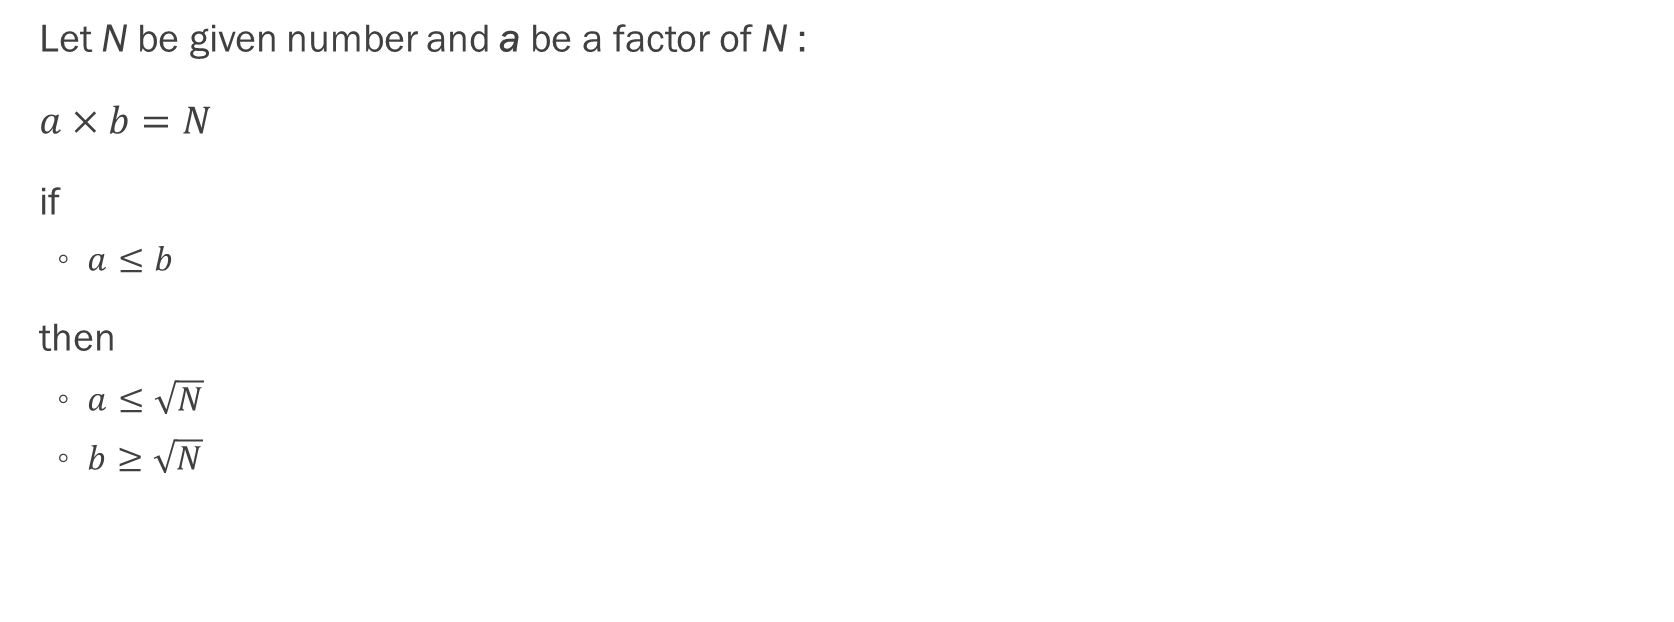 Let N be given number and a be a factor of N :
a × b = N
if
◦ a ≤ b
then
◦ a ≤ √N
◦ b ≥ √N